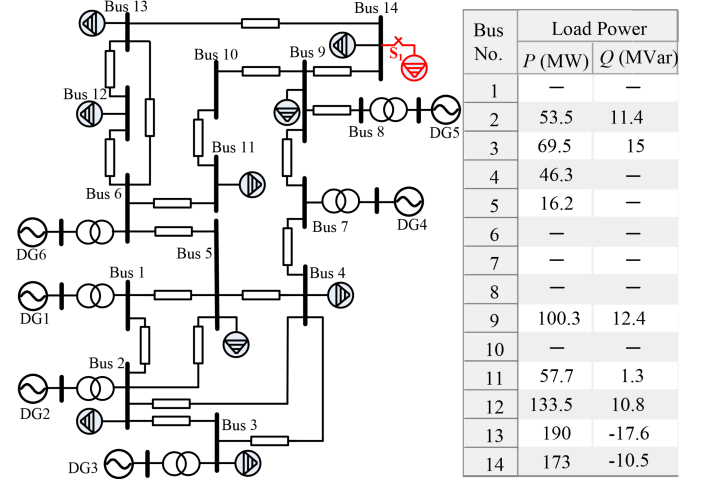 Bus 13
Bus 14
S1
Bus 10
Bus 9
Bus 12
Bus 8
DG5
Bus 11
Bus 6
Bus 7
DG4
DG6
Bus 5
Bus 1
Bus 4
DG1
Bus 2
DG2
Bus 3
DG3
Bus No. Load Power
P (MW) Q (MVar)
1 — —
2 53.5 11.4
3 69.5 15
4 46.3 —
5 16.2 —
6 — —
7 — —
8 — —
9 100.3 12.4
10 — —
11 57.7 1.3
12 133.5 10.8
13 190 -17.6
14 173 -10.5